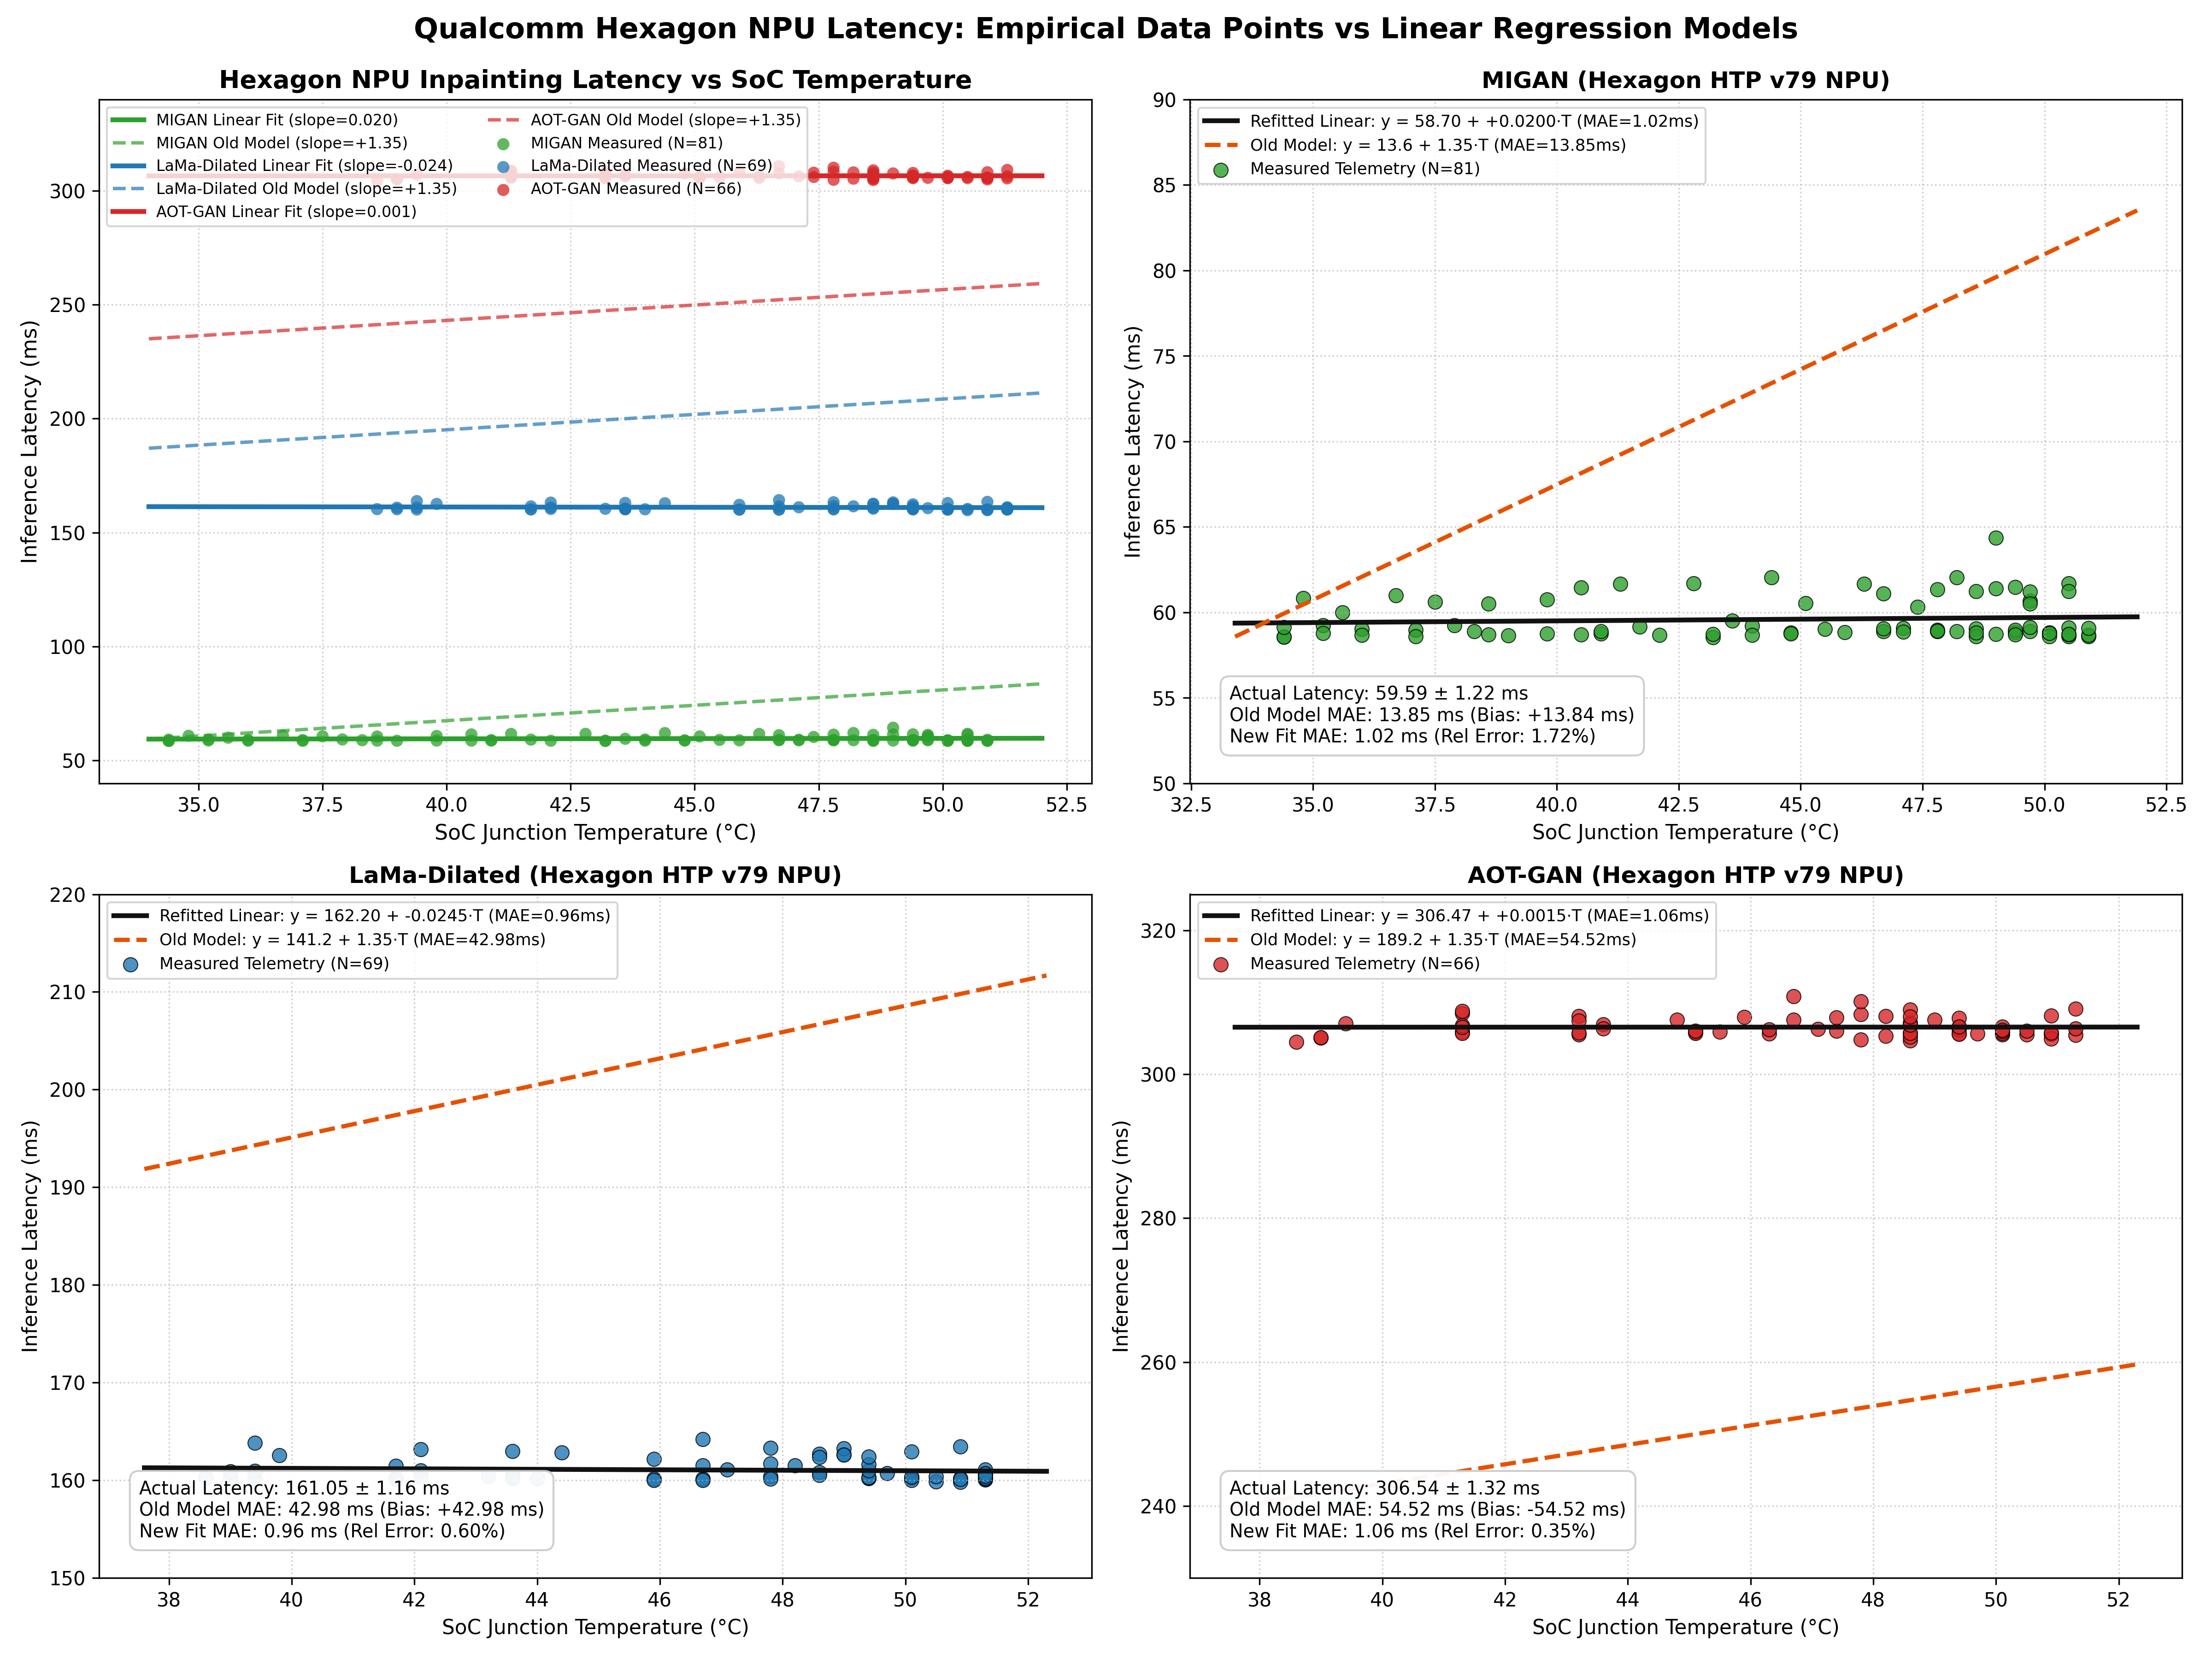 Qualcomm Hexagon NPU Latency: Empirical Data Points vs Linear Regression Models
Hexagon NPU Inpainting Latency vs SoC Temperature
MIGAN Linear Fit (slope=0.020)
MIGAN Old Model (slope=+1.35)
LaMa-Dilated Linear Fit (slope=-0.024)
LaMa-Dilated Old Model (slope=+1.35)
AOT-GAN Linear Fit (slope=0.001)
AOT-GAN Old Model (slope=+1.35)
MIGAN Measured (N=81)
LaMa-Dilated Measured (N=69)
AOT-GAN Measured (N=66)
Inference Latency (ms)
300
250
200
150
100
50
35.0 37.5 40.0 42.5 45.0 47.5 50.0 52.5
SoC Junction Temperature (°C)
MIGAN (Hexagon HTP v79 NPU)
Refitted Linear: y = 58.70 + +0.0200·T (MAE=1.02ms)
Old Model: y = 13.6 + 1.35·T (MAE=13.85ms)
Measured Telemetry (N=81)
Inference Latency (ms)
90
85
80
75
70
65
60
55
50
Actual Latency: 59.59 ± 1.22 ms
Old Model MAE: 13.85 ms (Bias: +13.84 ms)
New Fit MAE: 1.02 ms (Rel Error: 1.72%)
32.5 35.0 37.5 40.0 42.5 45.0 47.5 50.0 52.5
SoC Junction Temperature (°C)
LaMa-Dilated (Hexagon HTP v79 NPU)
Refitted Linear: y = 162.20 + -0.0245·T (MAE=0.96ms)
Old Model: y = 141.2 + 1.35·T (MAE=42.98ms)
Measured Telemetry (N=69)
Inference Latency (ms)
220
210
200
190
180
170
160
150
Actual Latency: 161.05 ± 1.16 ms
Old Model MAE: 42.98 ms (Bias: +42.98 ms)
New Fit MAE: 0.96 ms (Rel Error: 0.60%)
38 40 42 44 46 48 50 52
SoC Junction Temperature (°C)
AOT-GAN (Hexagon HTP v79 NPU)
Refitted Linear: y = 306.47 + +0.0015·T (MAE=1.06ms)
Old Model: y = 189.2 + 1.35·T (MAE=54.52ms)
Measured Telemetry (N=66)
Inference Latency (ms)
320
300
280
260
240
Actual Latency: 306.54 ± 1.32 ms
Old Model MAE: 54.52 ms (Bias: -54.52 ms)
New Fit MAE: 1.06 ms (Rel Error: 0.35%)
38 40 42 44 46 48 50 52
SoC Junction Temperature (°C)